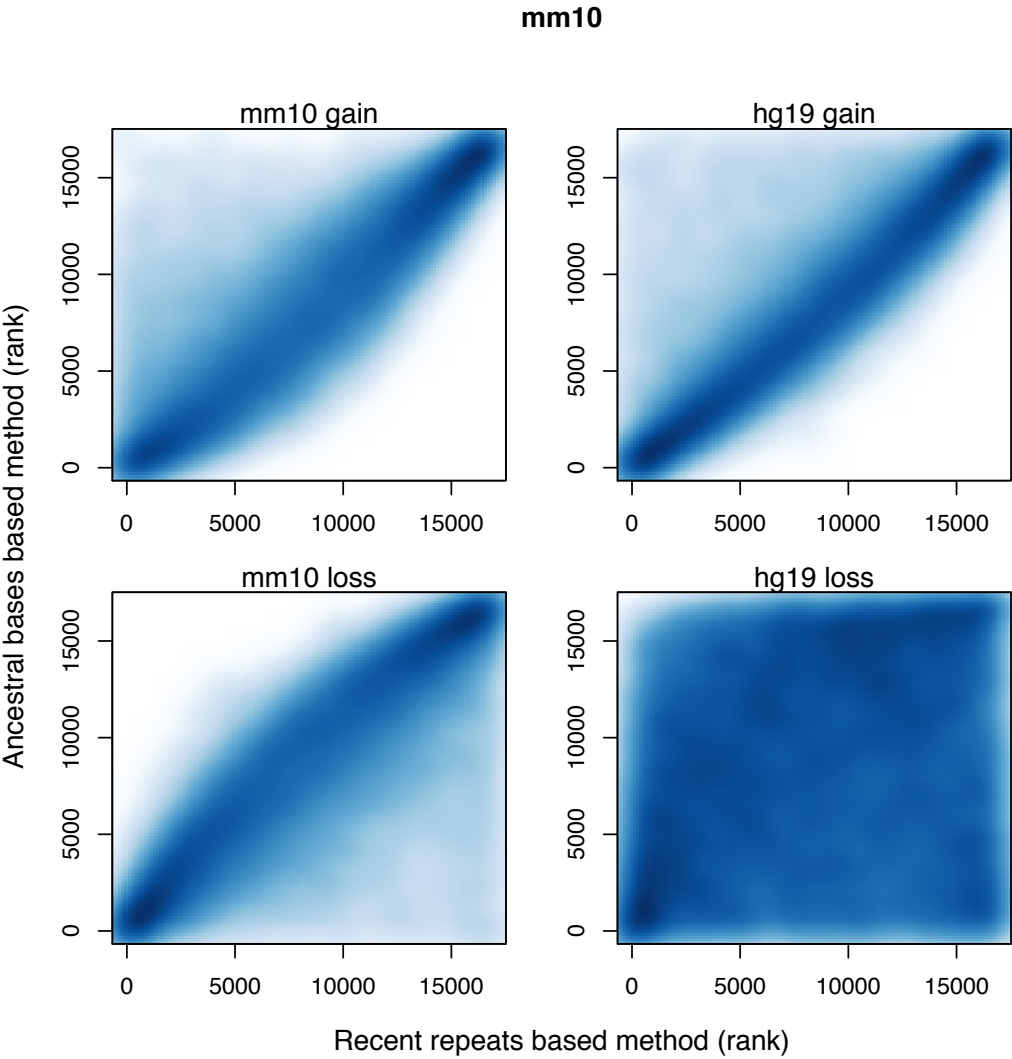 mm10
mm10 gain
hg19 gain
15000
10000
5000
0
15000
10000
5000
0
0 5000 10000 15000
0 5000 10000 15000
mm10 loss
hg19 loss
15000
10000
5000
0
15000
10000
5000
0
0 5000 10000 15000
0 5000 10000 15000
Ancestral bases based method (rank)
Recent repeats based method (rank)